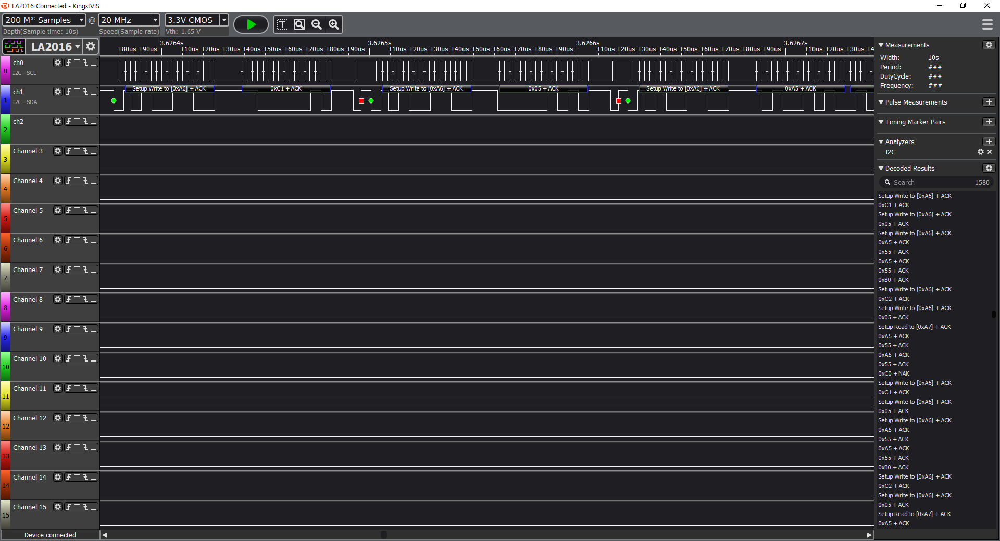 LA2016 Connected - KingstVIS
200 M* Samples @ 20 MHz 3.3V CMOS
Depth(Sample time: 10s) Speed(Sample rate) Vth: 1.65 V
LA2016
3.6264s 3.6265s 3.6266s 3.6267s
+80us +90us +10us +20us +30us +40us +50us +60us +70us +80us +90us +10us +20us +30us +40us +50us +60us +70us +80us +90us +10us +20us +30us +40us +50us +60us +70us +80us +90us +10us +20us +30us +4
0 ch0
I2C - SCL
1 ch1
I2C - SDA
Setup Write to [0xA6] + ACK 0xC1 + ACK Setup Write to [0xA6] + ACK 0x05 + ACK Setup Write to [0xA6] + ACK 0xA5 + ACK
2 ch2
3 Channel 3
4 Channel 4
5 Channel 5
6 Channel 6
7 Channel 7
8 Channel 8
9 Channel 9
10 Channel 10
11 Channel 11
12 Channel 12
13 Channel 13
14 Channel 14
15 Channel 15
Device connected
Measurements
Width: 10s
Period: ###
DutyCycle: ###
Frequency: ###
Pulse Measurements
Timing Marker Pairs
Analyzers
I2C
Decoded Results
Search 1580
Setup Write to [0xA6] + ACK
0xC1 + ACK
Setup Write to [0xA6] + ACK
0x05 + ACK
Setup Write to [0xA6] + ACK
0xA5 + ACK
0x55 + ACK
0xA5 + ACK
0x55 + ACK
0xB0 + ACK
Setup Write to [0xA6] + ACK
0xC2 + ACK
Setup Write to [0xA6] + ACK
0x05 + ACK
Setup Read to [0xA7] + ACK
0xA5 + ACK
0x55 + ACK
0xA5 + ACK
0x55 + ACK
0xC0 + NAK
Setup Write to [0xA6] + ACK
0xC1 + ACK
Setup Write to [0xA6] + ACK
0x05 + ACK
Setup Write to [0xA6] + ACK
0xA5 + ACK
0x55 + ACK
0xA5 + ACK
0x55 + ACK
0xB0 + ACK
Setup Write to [0xA6] + ACK
0xC2 + ACK
Setup Write to [0xA6] + ACK
0x05 + ACK
Setup Read to [0xA7] + ACK
0xA5 + ACK